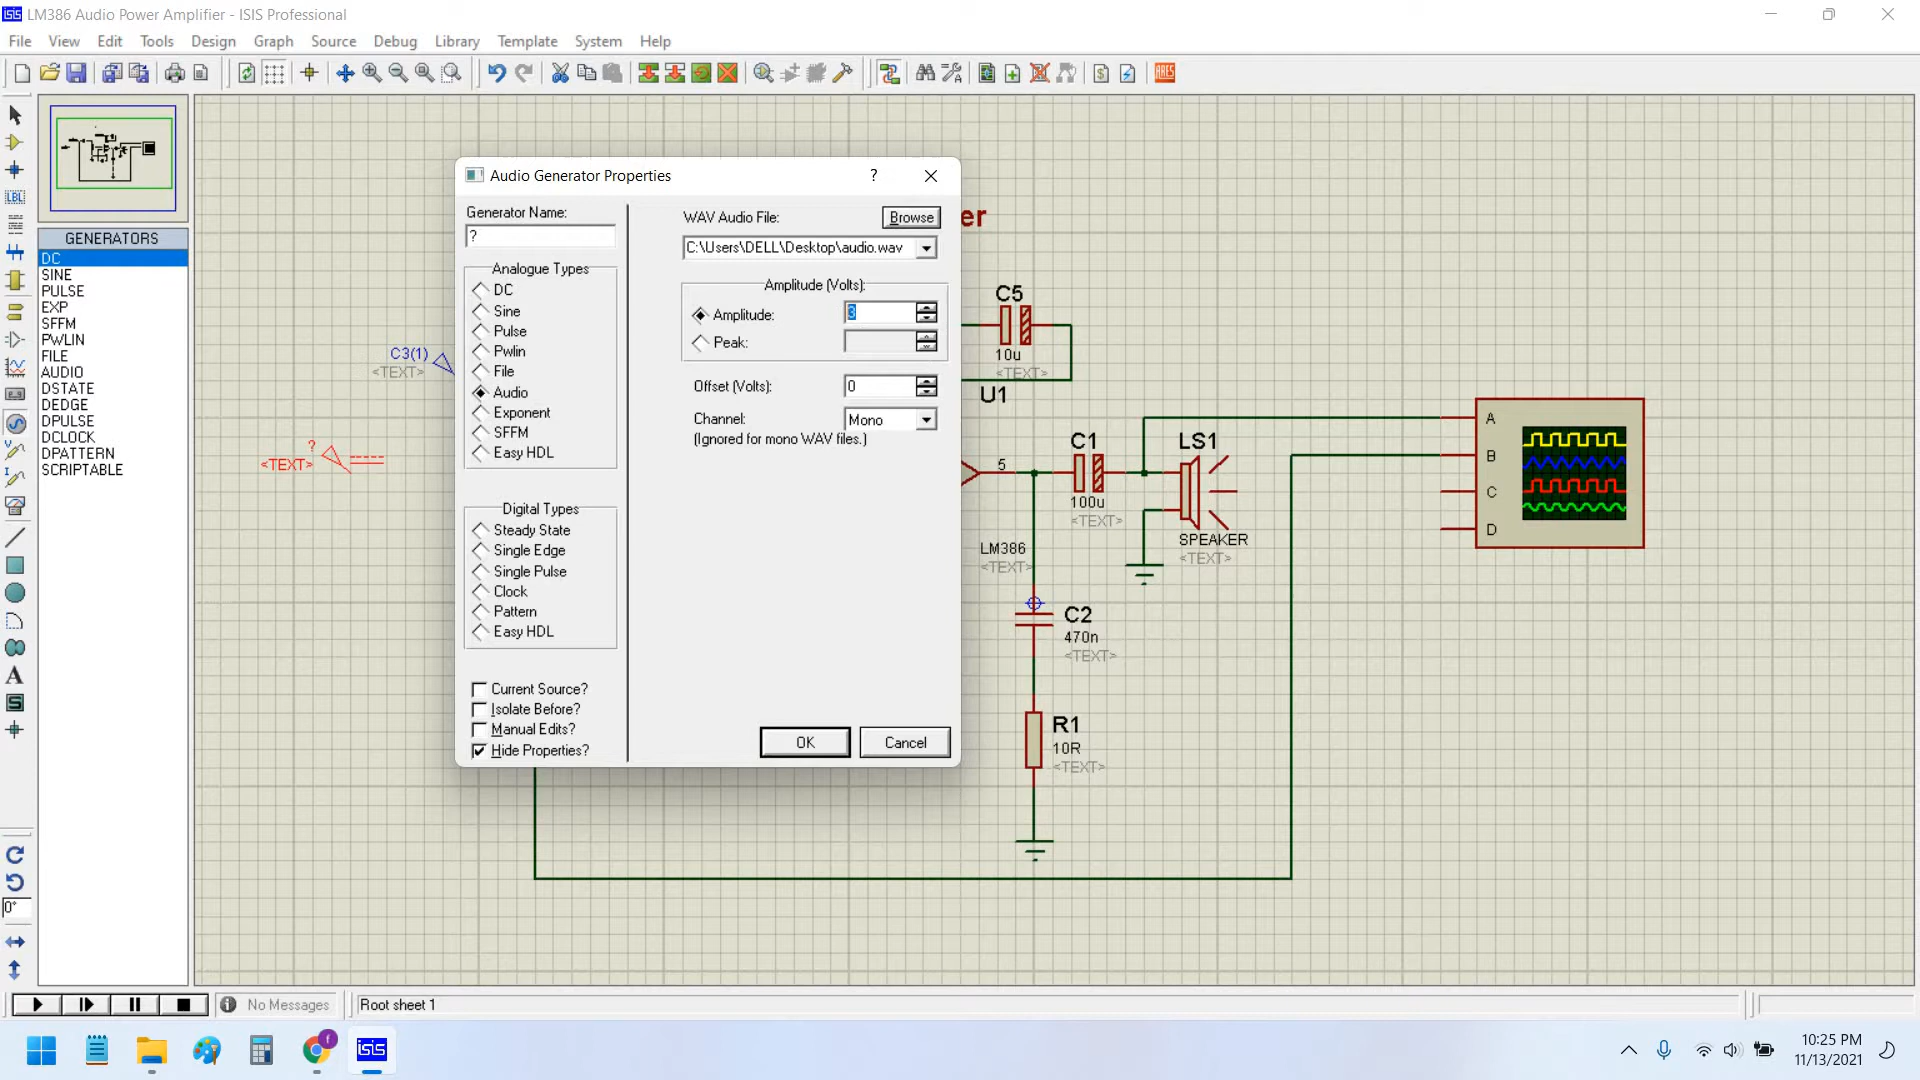 isis LM386 Audio Power Amplifier - ISIS Professional
File View Edit Tools Design Graph Source Debug Library Template System Help
ARES
LBL
GENERATORS
DC
SINE
PULSE
EXP
SFFM
PWLIN
FILE
AUDIO
DSTATE
DEDGE
DPULSE
DCLOCK
DPATTERN
SCRIPTABLE
A
S
0°
C3(1)
<TEXT>
?
<TEXT>
Audio Generator Properties ?
Generator Name:
?
Analogue Types
DC
Sine
Pulse
Pwlin
File
Audio
Exponent
SFFM
Easy HDL
Digital Types
Steady State
Single Edge
Single Pulse
Clock
Pattern
Easy HDL
Current Source?
Isolate Before?
Manual Edits?
Hide Properties?
WAV Audio File: Browse
C:\Users\DELL\Desktop\audio.wav
Amplitude (Volts):
Amplitude: 3
Peak:
Offset (Volts): 0
Channel: Mono
(Ignored for mono WAV files.)
OK Cancel
er
C5
10u
<TEXT>
U1
5
LM386
<TEXT>
C1
100u
<TEXT>
LS1
SPEAKER
<TEXT>
C2
470n
<TEXT>
R1
10R
<TEXT>
A
B
C
D
No Messages
Root sheet 1
f
isis
10:25 PM
11/13/2021